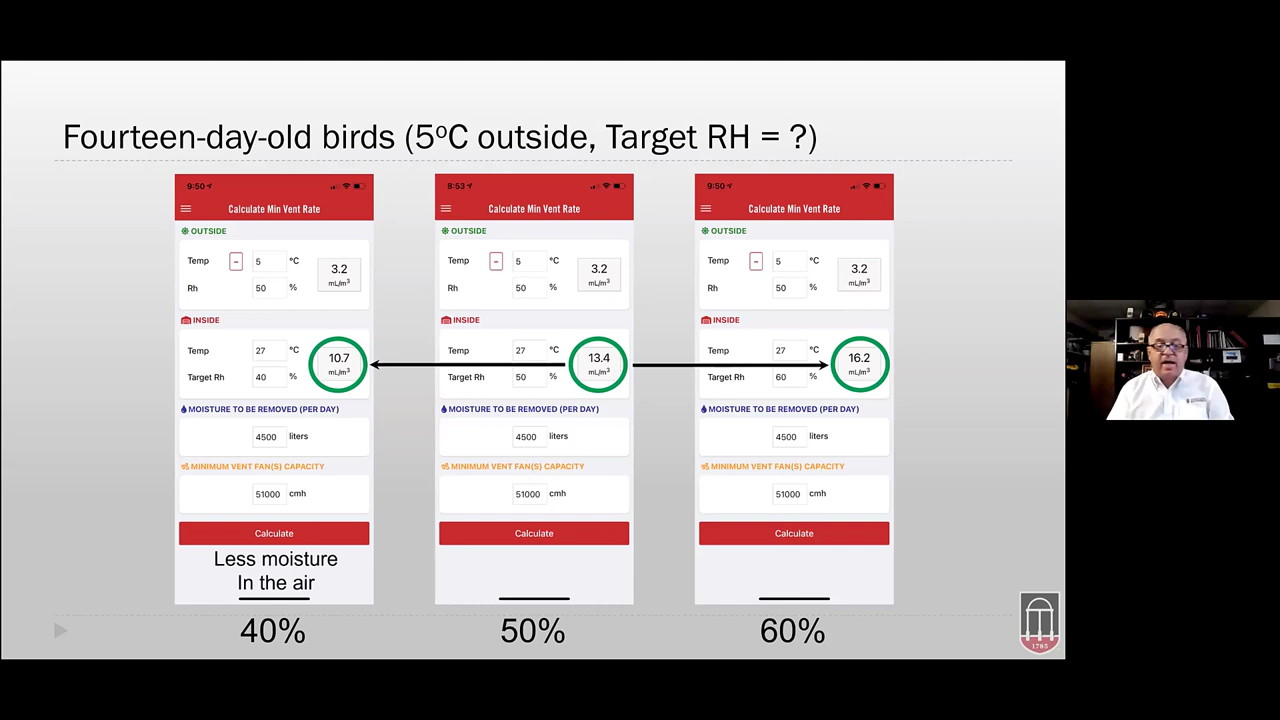 Fourteen-day-old birds (5ºC outside, Target RH = ?)
9:50
Calculate Min Vent Rate
OUTSIDE
Temp - 5 °C
3.2
mL/m³
Rh 50 %
INSIDE
Temp 27 °C
10.7
mL/m³
Target Rh 40 %
MOISTURE TO BE REMOVED (PER DAY)
4500 liters
MINIMUM VENT FAN(S) CAPACITY
51000 cmh
Calculate
Less moisture
In the air
40%
8:53
Calculate Min Vent Rate
OUTSIDE
Temp - 5 °C
3.2
mL/m³
Rh 50 %
INSIDE
Temp 27 °C
13.4
mL/m³
Target Rh 50 %
MOISTURE TO BE REMOVED (PER DAY)
4500 liters
MINIMUM VENT FAN(S) CAPACITY
51000 cmh
Calculate
50%
9:50
Calculate Min Vent Rate
OUTSIDE
Temp - 5 °C
3.2
mL/m³
Rh 50 %
INSIDE
Temp 27 °C
16.2
mL/m³
Target Rh 60 %
MOISTURE TO BE REMOVED (PER DAY)
4500 liters
MINIMUM VENT FAN(S) CAPACITY
51000 cmh
Calculate
60%
1785